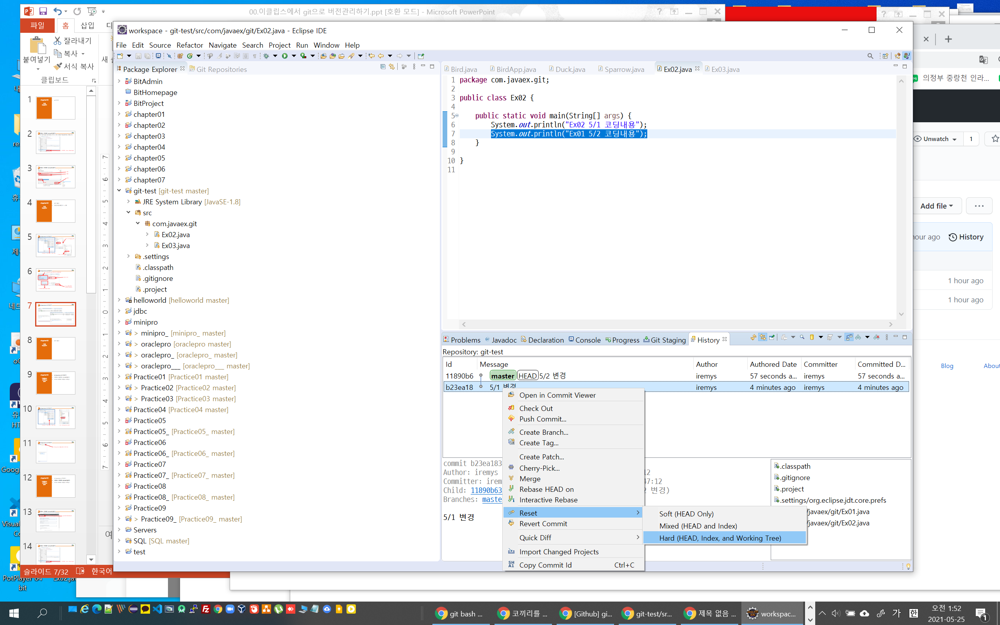 00.이클립스에서 git으로 버전관리하기.ppt [호환 모드] - Microsoft PowerPoint
파일
홈
삽입
붙여넣기
잘라내기
복사
서식 복사
클립보드
workspace - git-test/src/com/javaex/git/Ex02.java - Eclipse IDE
File Edit Source Refactor Navigate Search Project Run Window Help
Package Explorer
Git Repositories
BitAdmin
BitHomepage
BitProject
chapter01
chapter02
chapter03
chapter04
chapter05
chapter06
chapter07
git-test [git-test master]
JRE System Library [JavaSE-1.8]
src
com.javaex.git
Ex02.java
Ex03.java
.settings
.classpath
.gitignore
.project
helloworld [helloworld master]
jdbc
minipro
> minipro_ [minipro_ master]
> oraclepro [oraclepro master]
> oraclepro_ [oraclepro_ master]
> oraclepro___ [oraclepro___ master]
Practice01 [Practice01 master]
> Practice02 [Practice02 master]
> Practice03 [Practice03 master]
Practice04 [Practice04 master]
Practice05
Practice05_ [Practice05_ master]
Practice06
Practice06_ [Practice06_ master]
Practice07
Practice07_ [Practice07_ master]
Practice08
Practice08_ [Practice08_ master]
Practice09
> Practice09_ [Practice09_ master]
Servers
SQL [SQL master]
test
Bird.java BirdApp.java Duck.java Sparrow.java Ex02.java Ex03.java
1 package com.javaex.git;
2
3 public class Ex02 {
4
5 public static void main(String[] args) {
6 System.out.println("Ex02 5/1 코딩내용");
7 System.out.println("Ex01 5/2 코딩내용");
8 }
9
10 }
11
Problems Javadoc Declaration Console Progress Git Staging History
Repository: git-test
Id Message Author Authored Date Committer Committed D...
11890b6 master HEAD 5/2 변경 iremys 57 seconds a... iremys 57 seconds a...
b23ea18 5/1 변경 iremys 4 minutes ago iremys 4 minutes ago
Open in Commit Viewer
Check Out
Push Commit...
Create Branch...
Create Tag...
Create Patch...
Cherry-Pick...
Merge
Rebase HEAD on
Interactive Rebase
Reset
Revert Commit
Quick Diff
Import Changed Projects
Copy Commit Id Ctrl+C
Soft (HEAD Only)
Mixed (HEAD and Index)
Hard (HEAD, Index, and Working Tree)
commit b23ea183
Author: iremys 12
Committer: irem 47:12
Child: 11890b63 2 변경)
Branches: maste
5/1 변경
.classpath
.gitignore
.project
.settings/org.eclipse.jdt.core.prefs
/javaex/git/Ex01.java
/javaex/git/Ex02.java
의정부 중랑천 인라...
Unwatch 1
Add file
hour ago History
1 hour ago
1 hour ago
Blog About
1
2
3
4
5
6
7
8
9
10
11
12
13
14
슬라이드 7/32 한국어
PotPlayer 64 bit
git bash ...
코끼리를 ...
[Github] gi...
git-test/sr...
제목 없음 ...
workspac...
가 한
오전 1:52
2021-05-25
1